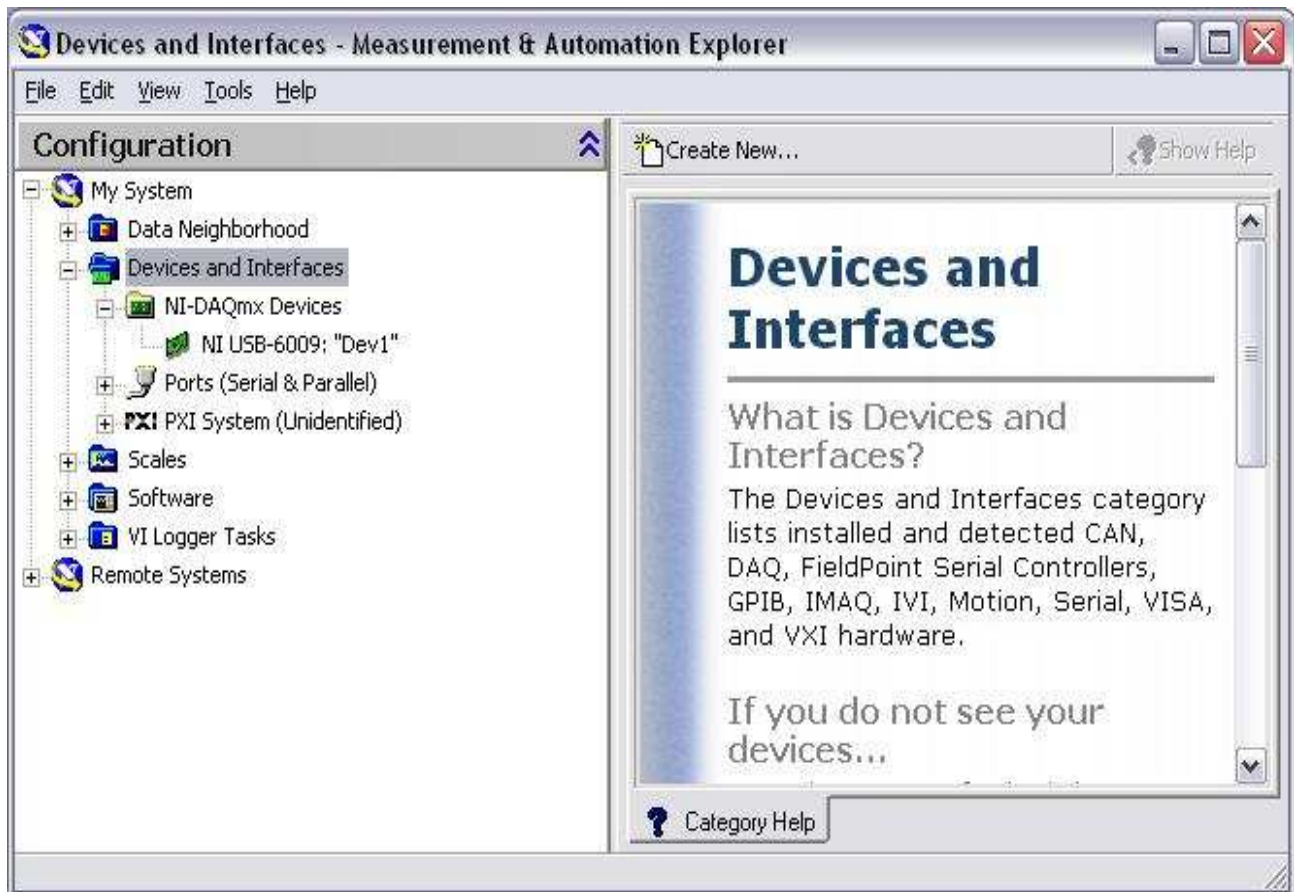 Devices and Interfaces - Measurement & Automation Explorer
File Edit View Tools Help
Configuration
My System
Data Neighborhood
Devices and Interfaces
NI-DAQmx Devices
NI USB-6009: "Dev1"
Ports (Serial & Parallel)
PXI PXI System (Unidentified)
Scales
Software
VI Logger Tasks
Remote Systems
Create New...
Show Help
Devices and
Interfaces
What is Devices and
Interfaces?
The Devices and Interfaces category
lists installed and detected CAN,
DAQ, FieldPoint Serial Controllers,
GPIB, IMAQ, IVI, Motion, Serial, VISA,
and VXI hardware.
If you do not see your
devices...
Category Help